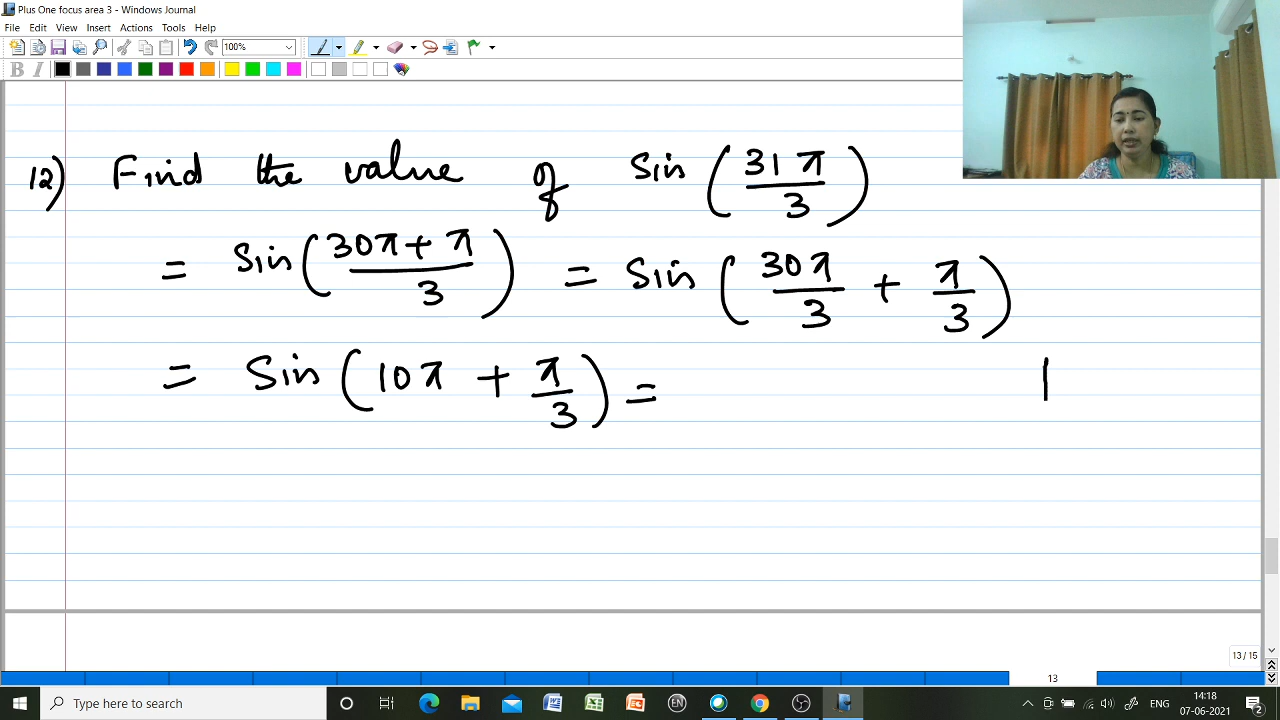 Plus One focus area 3 - Windows Journal
File Edit View Insert Actions Tools Help
100%
B I
12) Find the value of Sin(31π/3)
= Sin(30π+π/3) = Sin(30π/3 + π/3)
= Sin(10π + π/3) =
13 / 15
13
Type here to search
EN
ENG
14:18
07-06-2021
2